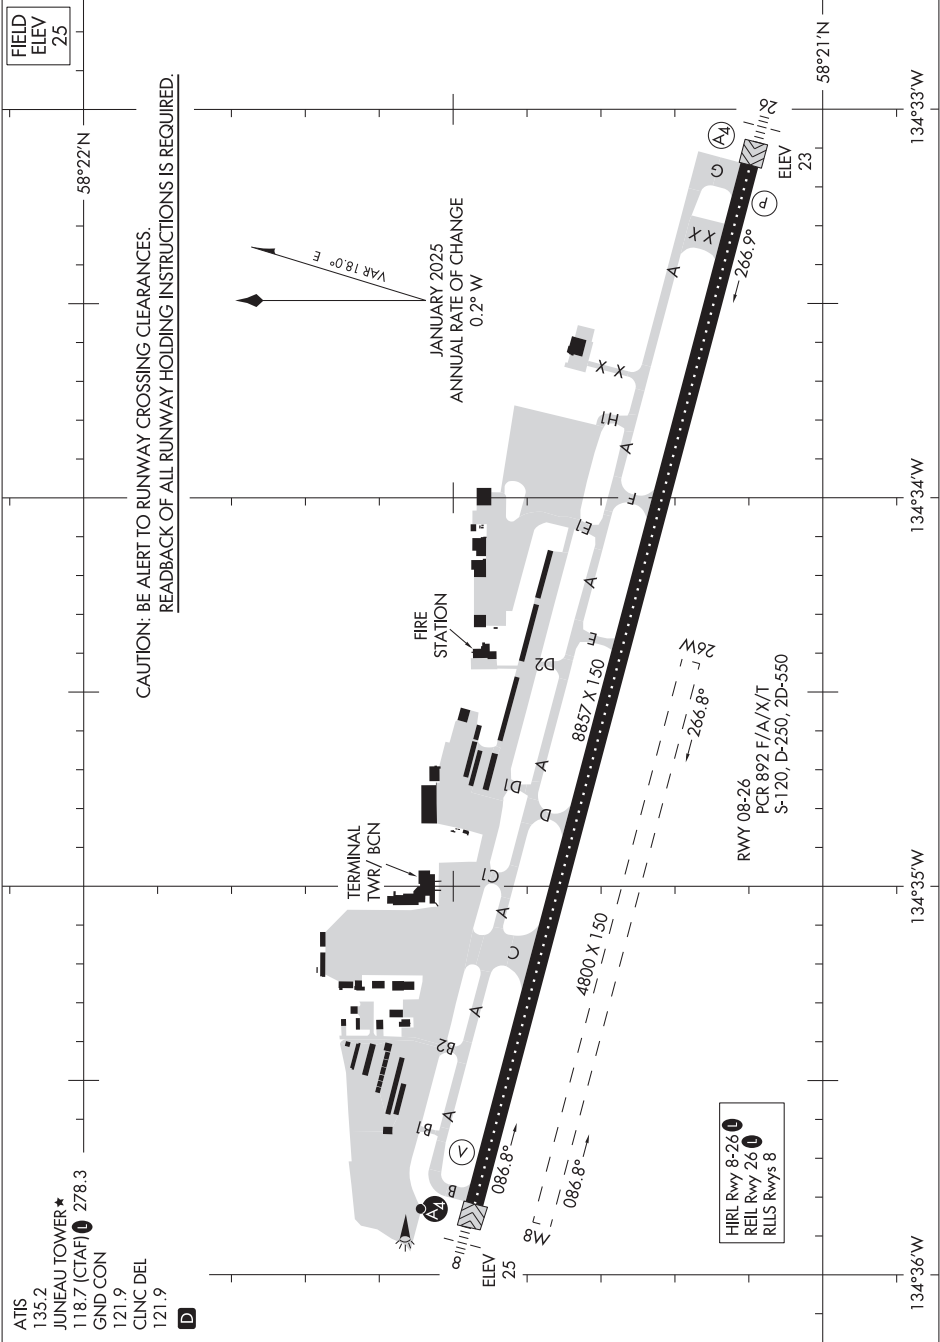 ATIS
135.2
JUNEAU TOWER★
118.7 (CTAF) L 278.3
GND CON
121.9
CLNC DEL
121.9
D
FIELD
ELEV
25
58°22'N
CAUTION: BE ALERT TO RUNWAY CROSSING CLEARANCES.
READBACK OF ALL RUNWAY HOLDING INSTRUCTIONS IS REQUIRED.
VAR 18.0° E
JANUARY 2025
ANNUAL RATE OF CHANGE
0.2° W
TERMINAL
TWR/BCN
FIRE
STATION
A4
V
8
ELEV
25
B
B1
A
B2
A
C
A
C1
D
D1
A
D2
E
A
E1
F
A
H1
X X
A
X X
G
A4
P
26
ELEV
23
086.8°
8857 X 150
266.9°
8W
086.8°
4800 X 150
266.8°
26W
RWY 08-26
PCR 892 F/A/X/T
S-120, D-250, 2D-550
HIRL Rwy 8-26 L
REIL Rwy 26 L
RLLS Rwys 8
58°21'N
134°36'W
134°35'W
134°34'W
134°33'W